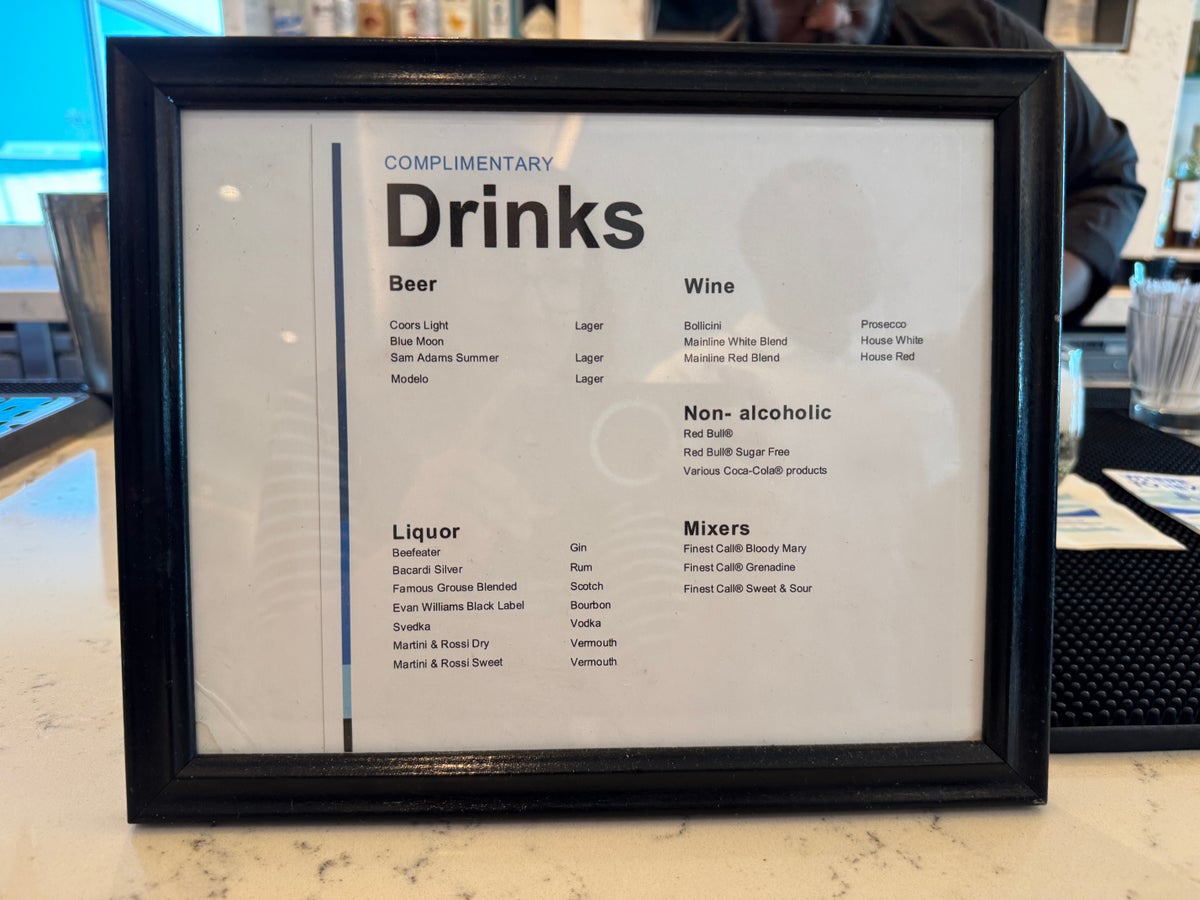 COMPLIMENTARY
Drinks
Beer
Coors Light Lager
Blue Moon
Sam Adams Summer Lager
Modelo Lager
Wine
Bollicini Prosecco
Mainline White Blend House White
Mainline Red Blend House Red
Non- alcoholic
Red Bull®
Red Bull® Sugar Free
Various Coca-Cola® products
Liquor
Beefeater Gin
Bacardi Silver Rum
Famous Grouse Blended Scotch
Evan Williams Black Label Bourbon
Svedka Vodka
Martini & Rossi Dry Vermouth
Martini & Rossi Sweet Vermouth
Mixers
Finest Call® Bloody Mary
Finest Call® Grenadine
Finest Call® Sweet & Sour